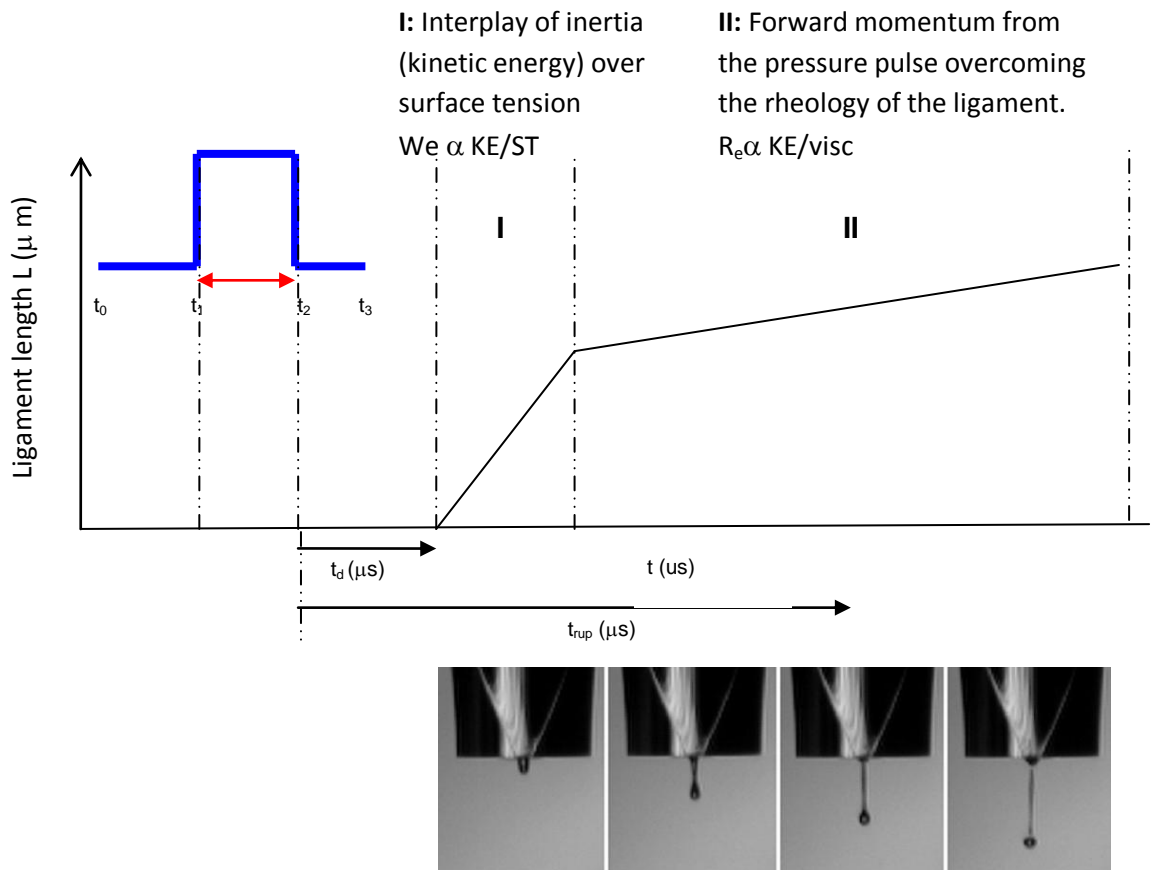 I: Interplay of inertia
(kinetic energy) over
surface tension
We α KE/ST
II: Forward momentum from
the pressure pulse overcoming
the rheology of the ligament.
Reα KE/visc
Ligament length L (μ m)
I
II
t0
t1
t2
t3
td (μs)
t (us)
trup (μs)